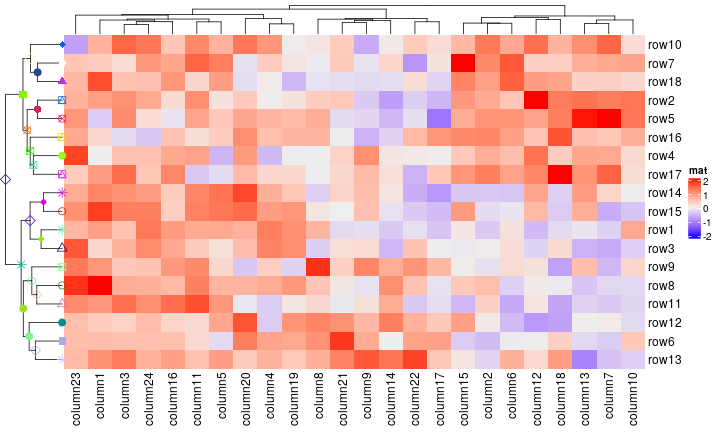 row10
row7
row18
row2
row5
row16
row4
row17
row14
row15
row1
row3
row9
row8
row11
row12
row6
row13
mat
2
1
0
-1
-2
column23
column1
column3
column24
column16
column11
column5
column20
column4
column19
column8
column21
column9
column14
column22
column17
column15
column2
column6
column12
column18
column13
column7
column10